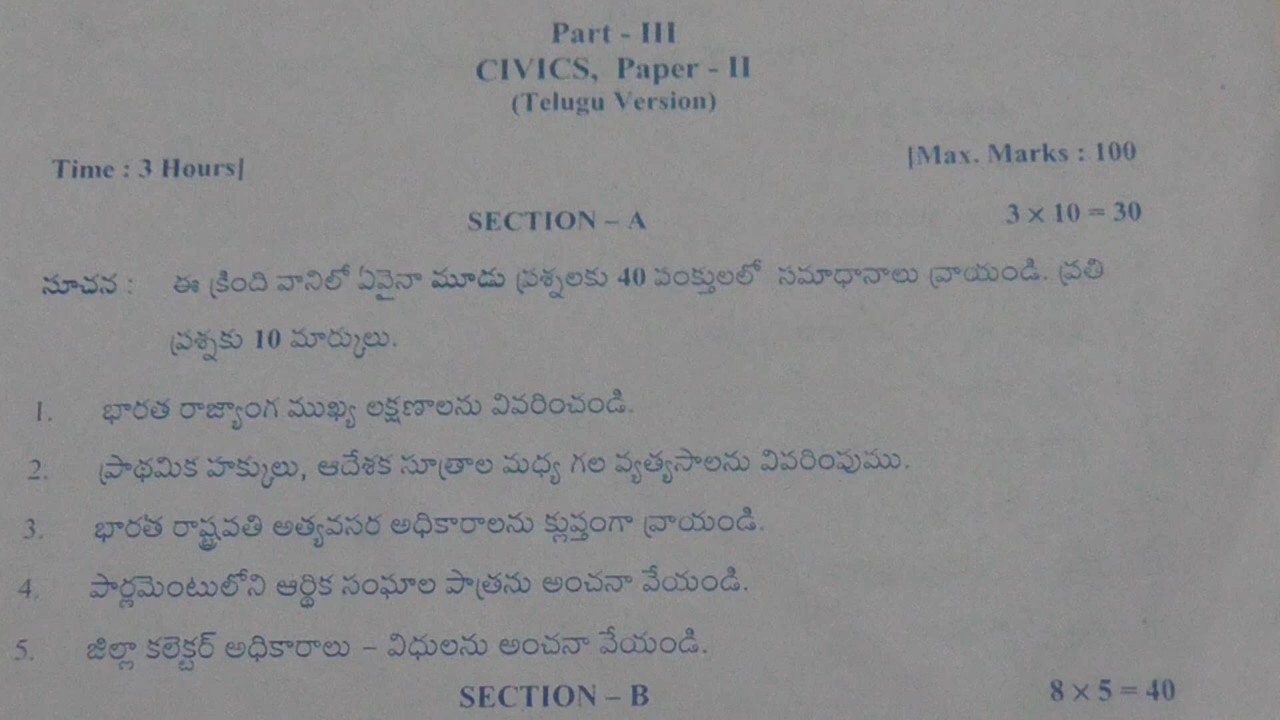 Part - III
CIVICS, Paper - II
(Telugu Version)
Time : 3 Hours]
[Max. Marks : 100
SECTION – A
3 × 10 = 30
సూచన : ఈ క్రింది వానిలో ఏవైనా మూడు ప్రశ్నలకు 40 పంక్తులలో సమాధానాలు వ్రాయండి. ప్రతి
ప్రశ్నకు 10 మార్కులు.
1. భారత రాజ్యాంగ ముఖ్య లక్షణాలను వివరించండి.
2. ప్రాథమిక హక్కులు, ఆదేశక సూత్రాల మధ్య గల వ్యత్యసాలను వివరింపుము.
3. భారత రాష్ట్రపతి అత్యవసర అధికారాలను క్లుప్తంగా వ్రాయండి.
4. పార్లమెంటులోని ఆర్థిక సంఘాల పాత్రను అంచనా వేయండి.
5. జిల్లా కలెక్టర్ అధికారాలు – విధులను అంచనా వేయండి.
SECTION – B
8 × 5 = 40